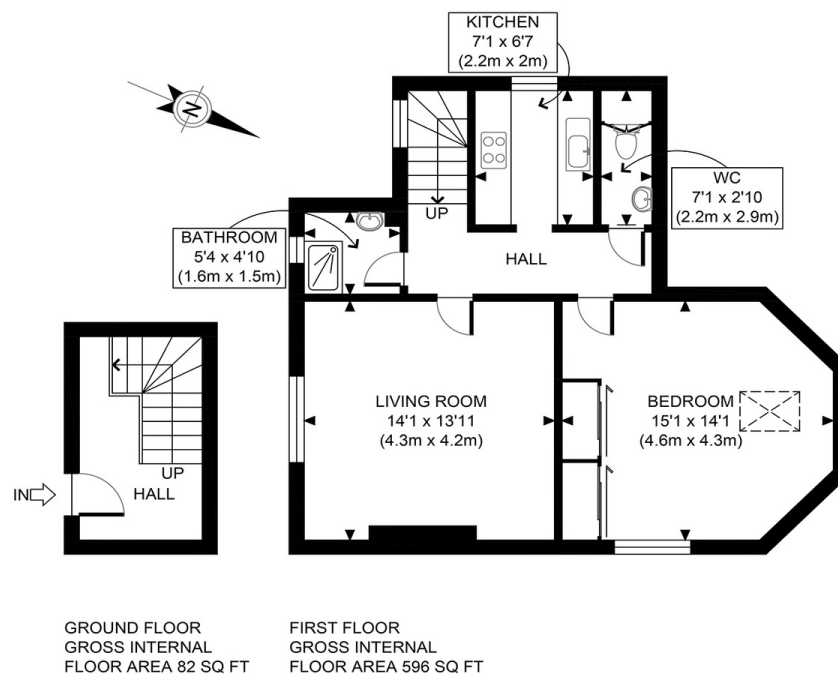 KITCHEN
7'1 x 6'7
(2.2m x 2m)
N
WC
7'1 x 2'10
(2.2m x 2.9m)
UP
BATHROOM
5'4 x 4'10
(1.6m x 1.5m)
HALL
LIVING ROOM
14'1 x 13'11
(4.3m x 4.2m)
BEDROOM
15'1 x 14'1
(4.6m x 4.3m)
UP
HALL
IN
GROUND FLOOR
GROSS INTERNAL
FLOOR AREA 82 SQ FT
FIRST FLOOR
GROSS INTERNAL
FLOOR AREA 596 SQ FT